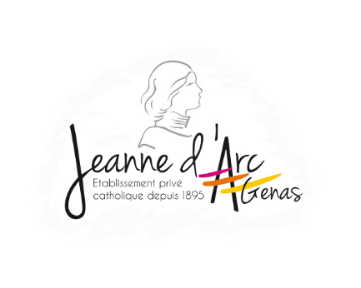 Jeanne d'Arc
Etablissement privé
catholique depuis 1895
Genas